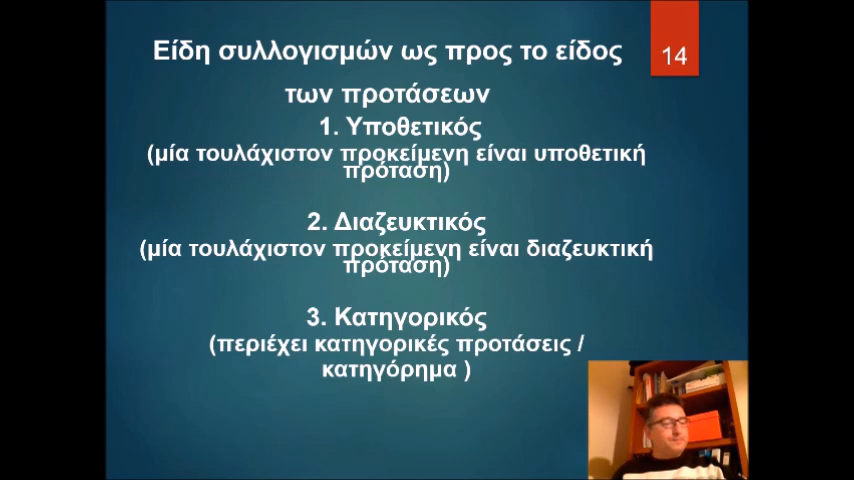 Είδη συλλογισμών ως προς το είδος
14
των προτάσεων
1. Υποθετικός
(μία τουλάχιστον προκείμενη είναι υποθετική
πρόταση)
2. Διαζευκτικός
(μία τουλάχιστον προκείμενη είναι διαζευκτική
πρόταση)
3. Κατηγορικός
(περιέχει κατηγορικές προτάσεις /
κατηγόρημα )